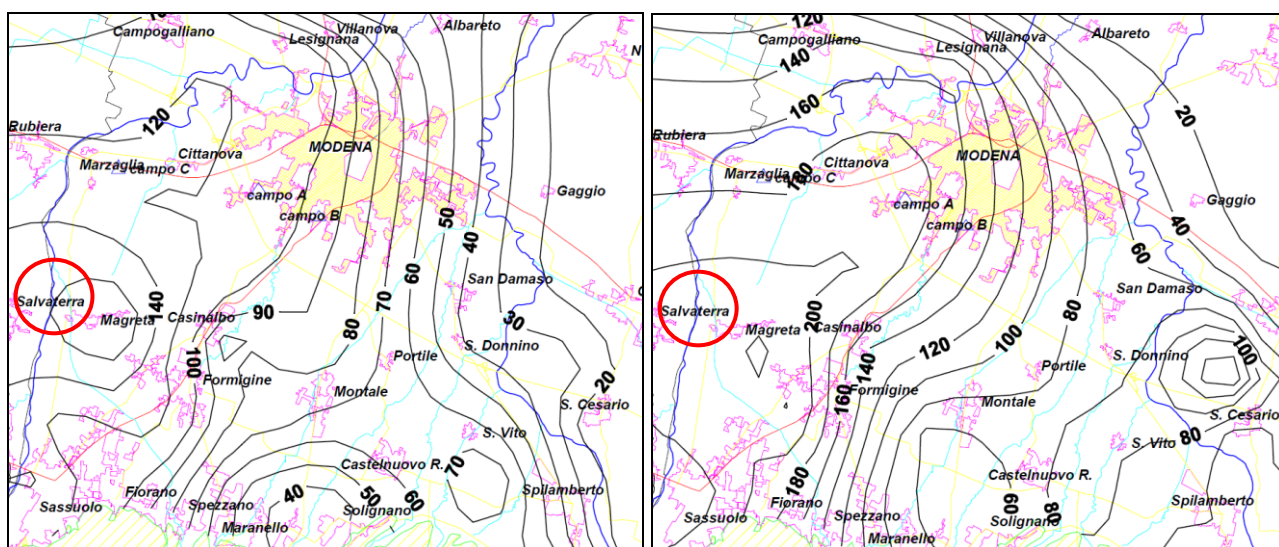 100
Campogalliano
Villanova
Lesignana
Albareto
N
120
Rubiera
Cittanova
MODENA
Marzaglia
campo C
campo A
campo B
Gaggio
50
40
60
San Damaso
Salvaterra
140
Magreta
Casinalbo
90
80
70
30
100
Portile
S. Donnino
Formigine
Montale
20
S. Cesario
S. Vito
Castelnuovo R.
70
Fiorano
Spezzano
40
50
60
Spilamberto
Sassuolo
Maranello
Solignano
120
Campogalliano
Villanova
Lesignana
Albareto
140
160
20
Rubiera
Cittanova
MODENA
Marzaglia
campo C
180
campo A
campo B
Gaggio
40
60
San Damaso
Salvaterra
200
Magreta
Casinalbo
80
100
120
140
160
Portile
S. Donnino
100
Formigine
Montale
S. Cesario
S. Vito
80
Castelnuovo R.
180
Fiorano
Spezzano
60
80
Spilamberto
Sassuolo
Maranello
Solignano